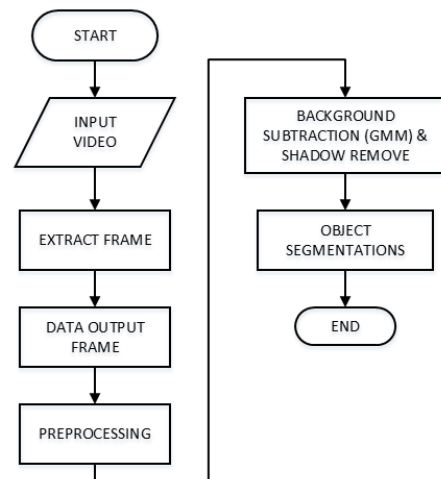 START
INPUT
VIDEO
EXTRACT FRAME
DATA OUTPUT
FRAME
PREPROCESSING
BACKGROUND
SUBTRACTION (GMM) &
SHADOW REMOVE
OBJECT
SEGMENTATIONS
END